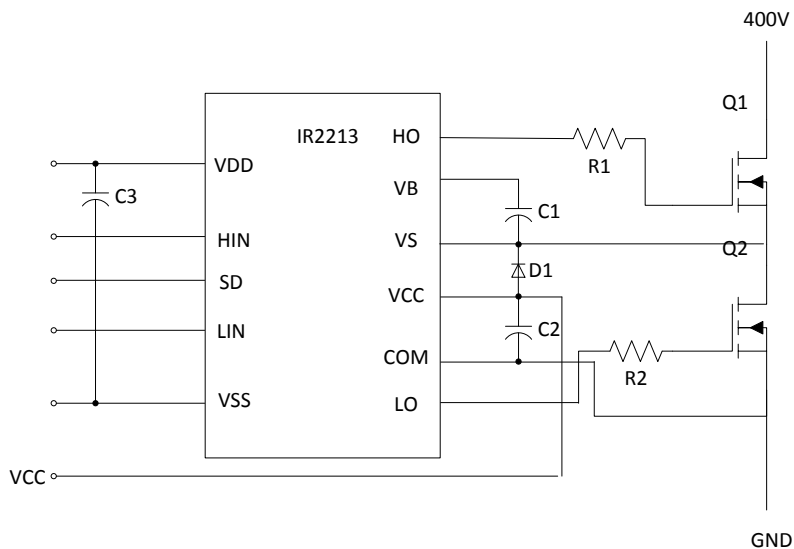 400V
Q1
IR2213
HO
R1
VDD
VB
C3
C1
HIN
VS
Q2
SD
D1
VCC
LIN
C2
COM
R2
VSS
LO
VCC
GND